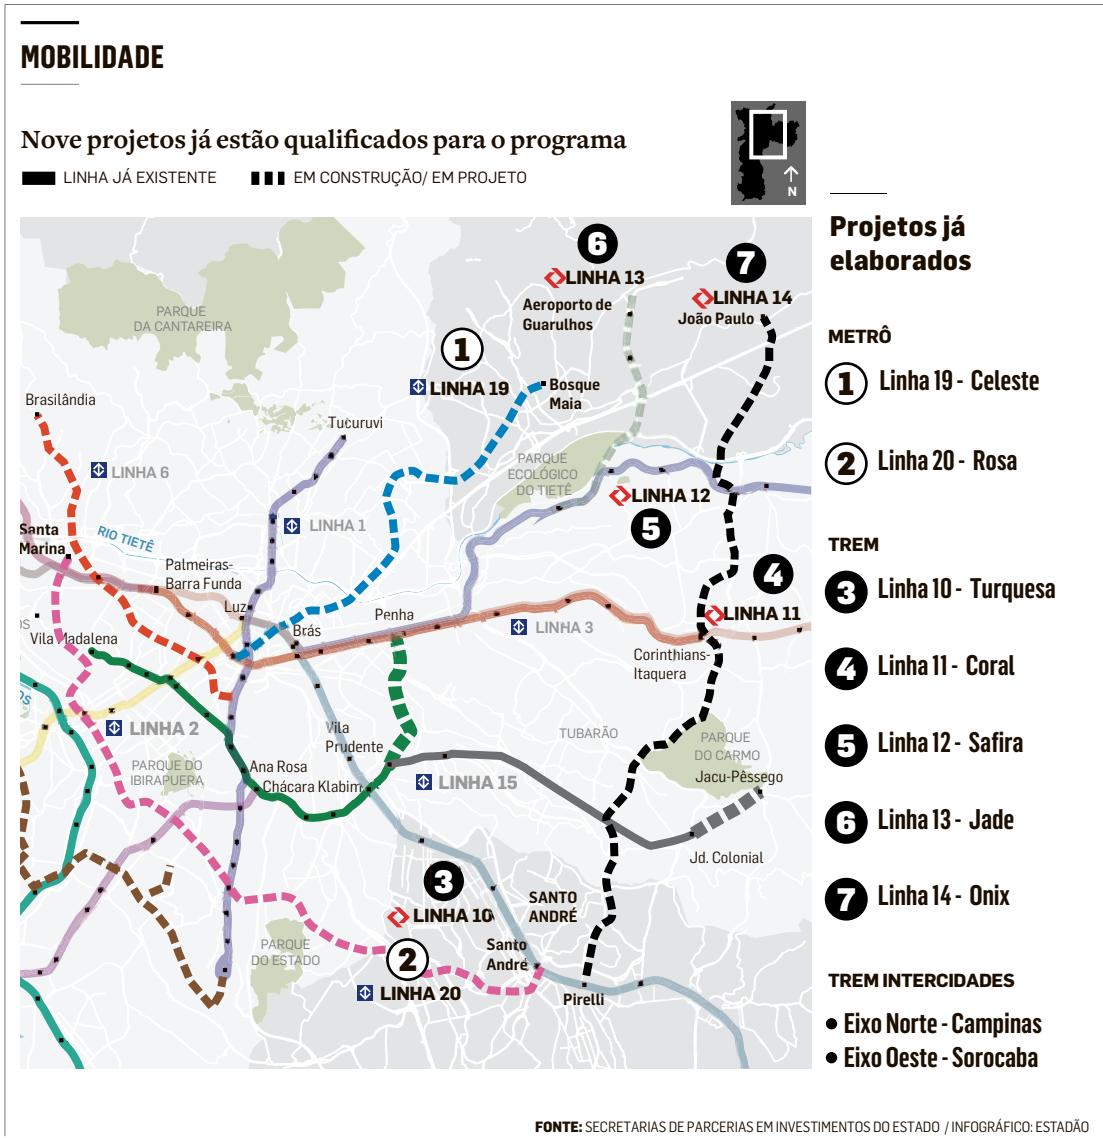 MOBILIDADE
Nove projetos já estão qualificados para o programa
LINHA JÁ EXISTENTE
EM CONSTRUÇÃO/ EM PROJETO
N
6
LINHA 13
Aeroporto de
Guarulhos
7
LINHA 14
João Paulo
PARQUE
DA CANTAREIRA
1
LINHA 19
Bosque
Maia
Brasilândia
Tucuruvi
LINHA 6
PARQUE
ECOLÓGICO
DO TIETÊ
LINHA 12
5
LINHA 1
Santa
Marina
RIO TIETÊ
Palmeiras-
Barra Funda
4
LINHA 11
Luz
Penha
LINHA 3
Brás
OS
Vila Madalena
Corinthians-
Itaquera
OS
LINHA 2
Vila
Prudente
TUBARÃO
PARQUE
DO CARMO
Jacu-Pêssego
PARQUE DO
IBIRAPUERA
Ana Rosa
Chácara Klabim
LINHA 15
Jd. Colonial
3
LINHA 10
SANTO
ANDRÉ
Santo
André
PARQUE
DO ESTADO
2
LINHA 20
Pirelli
Projetos já
elaborados
METRÔ
1 Linha 19 - Celeste
2 Linha 20 - Rosa
TREM
3 Linha 10 - Turquesa
4 Linha 11 - Coral
5 Linha 12 - Safira
6 Linha 13 - Jade
7 Linha 14 - Onix
TREM INTERCIDADES
• Eixo Norte - Campinas
• Eixo Oeste - Sorocaba
FONTE: SECRETARIAS DE PARCERIAS EM INVESTIMENTOS DO ESTADO / INFOGRÁFICO: ESTADÃO